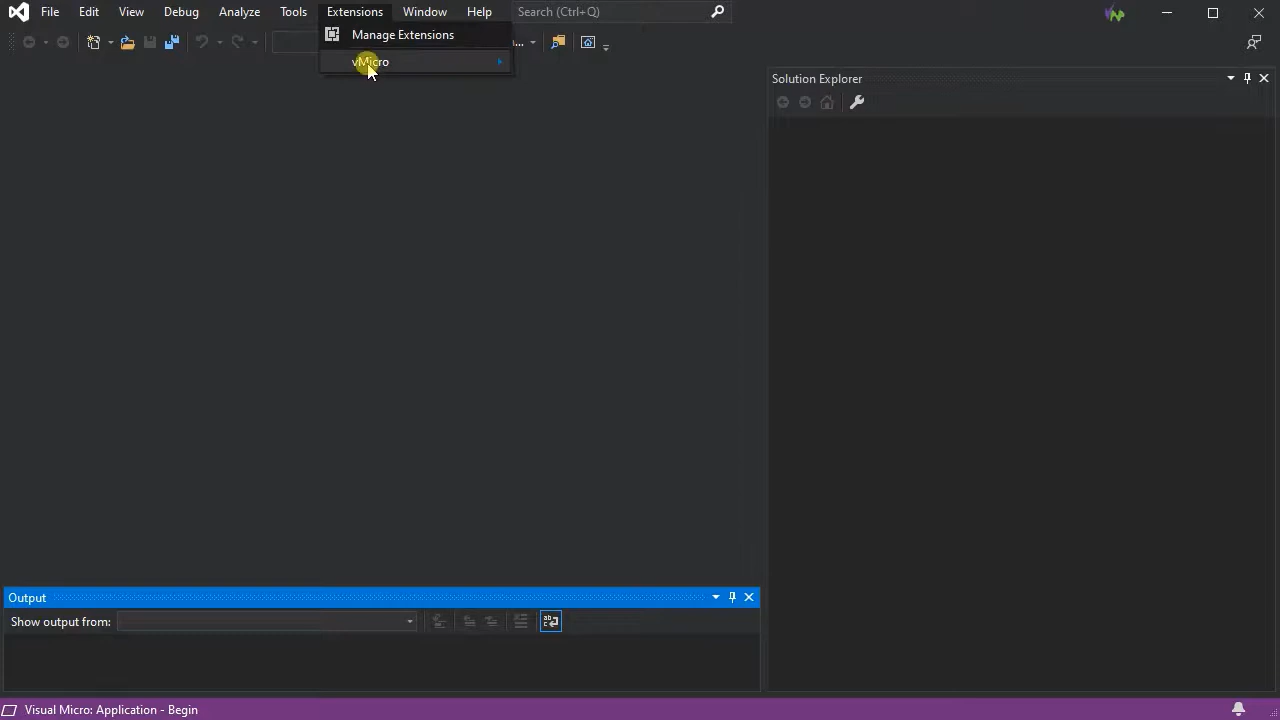 File Edit View Debug Analyze Tools Extensions Window Help Search (Ctrl+Q)
Manage Extensions
...
vMicro
Solution Explorer
Output
Show output from:
Visual Micro: Application - Begin